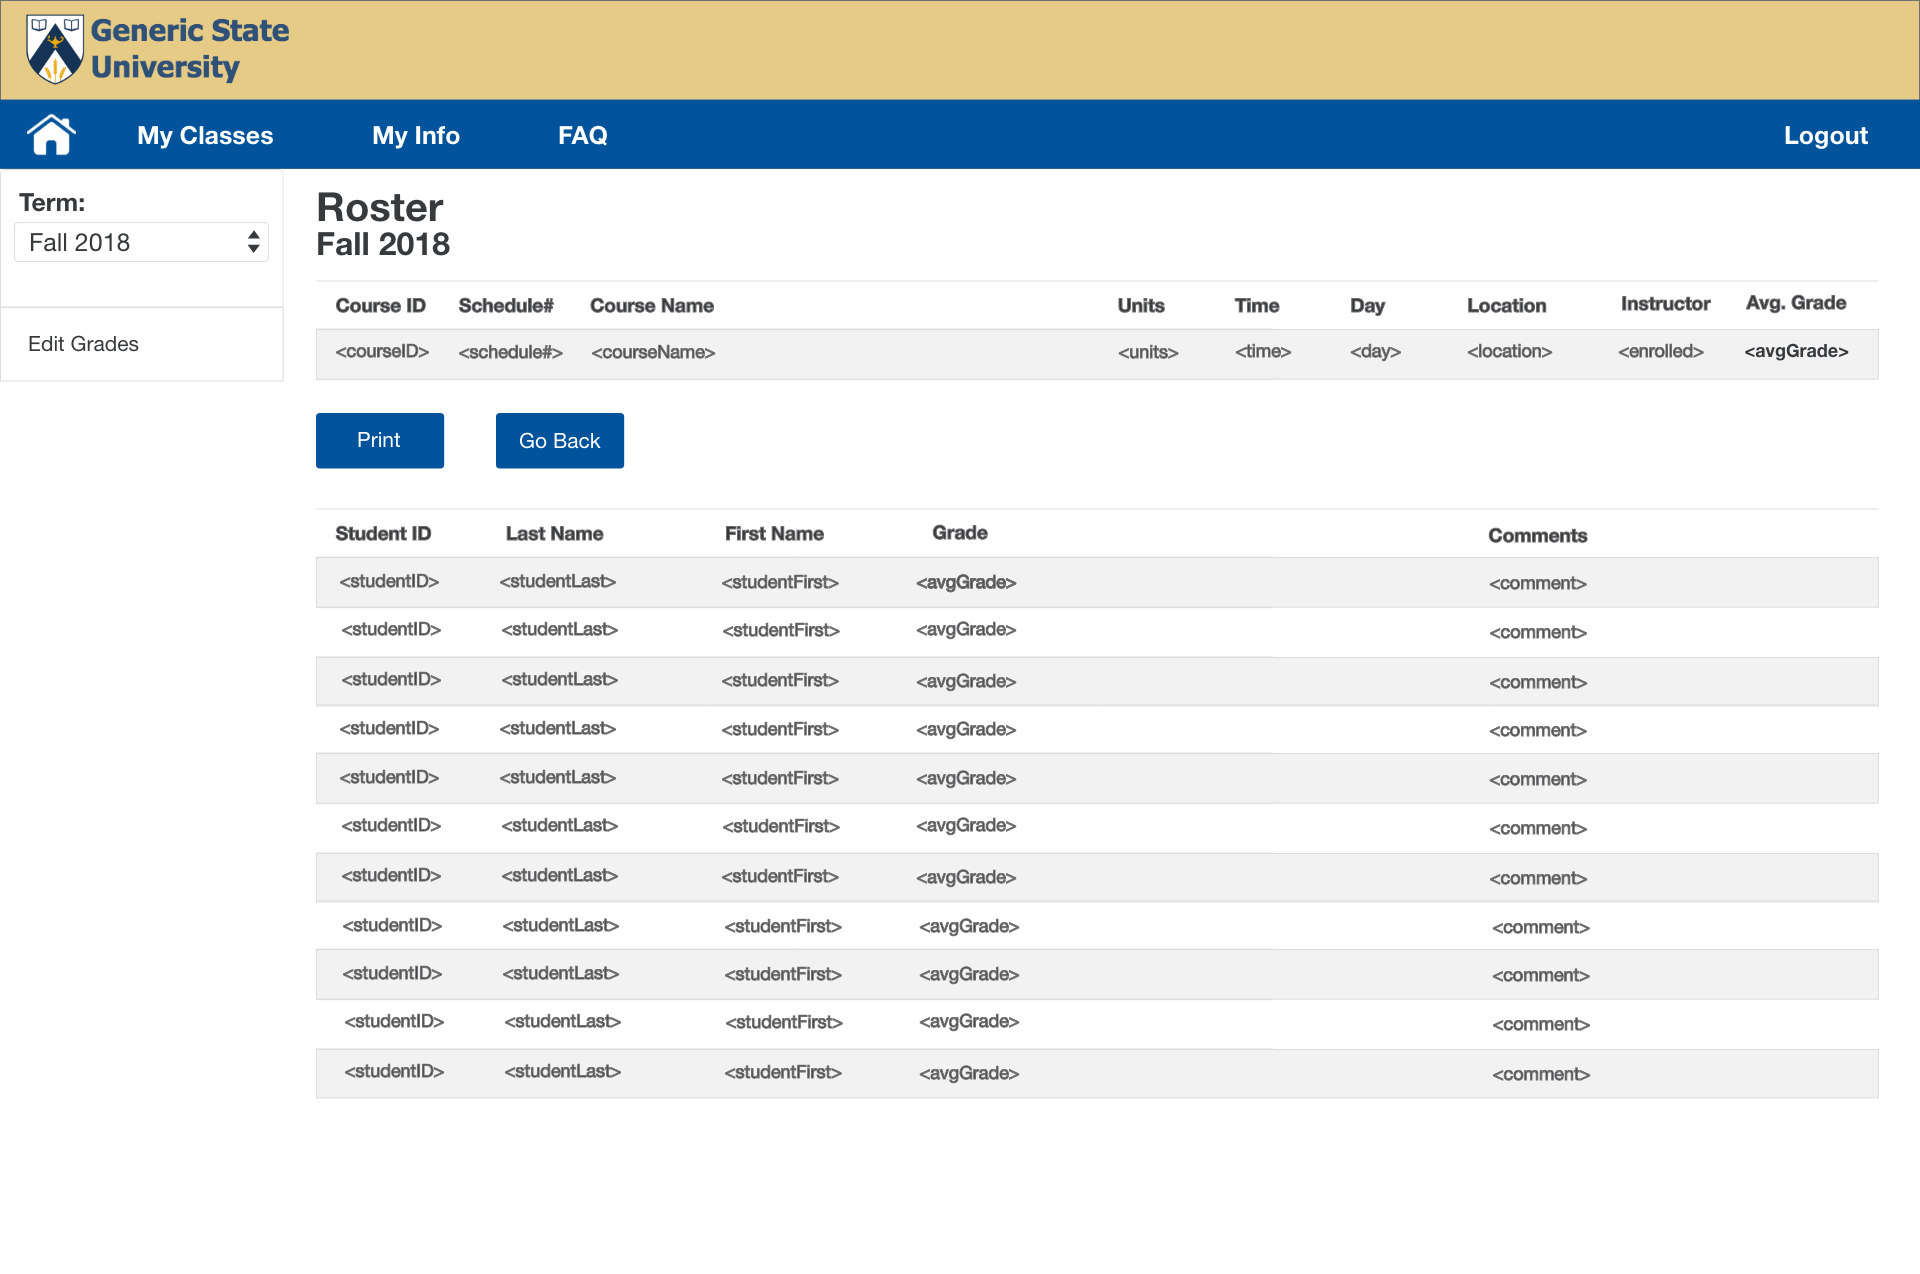 Generic State
University
My Classes My Info FAQ Logout
Term:
Fall 2018
Edit Grades
Roster
Fall 2018
Course ID Schedule# Course Name Units Time Day Location Instructor Avg. Grade
<courseID> <schedule#> <courseName> <units> <time> <day> <location> <enrolled> <avgGrade>
Print Go Back
Student ID Last Name First Name Grade Comments
<studentID> <studentLast> <studentFirst> <avgGrade> <comment>
<studentID> <studentLast> <studentFirst> <avgGrade> <comment>
<studentID> <studentLast> <studentFirst> <avgGrade> <comment>
<studentID> <studentLast> <studentFirst> <avgGrade> <comment>
<studentID> <studentLast> <studentFirst> <avgGrade> <comment>
<studentID> <studentLast> <studentFirst> <avgGrade> <comment>
<studentID> <studentLast> <studentFirst> <avgGrade> <comment>
<studentID> <studentLast> <studentFirst> <avgGrade> <comment>
<studentID> <studentLast> <studentFirst> <avgGrade> <comment>
<studentID> <studentLast> <studentFirst> <avgGrade> <comment>
<studentID> <studentLast> <studentFirst> <avgGrade> <comment>